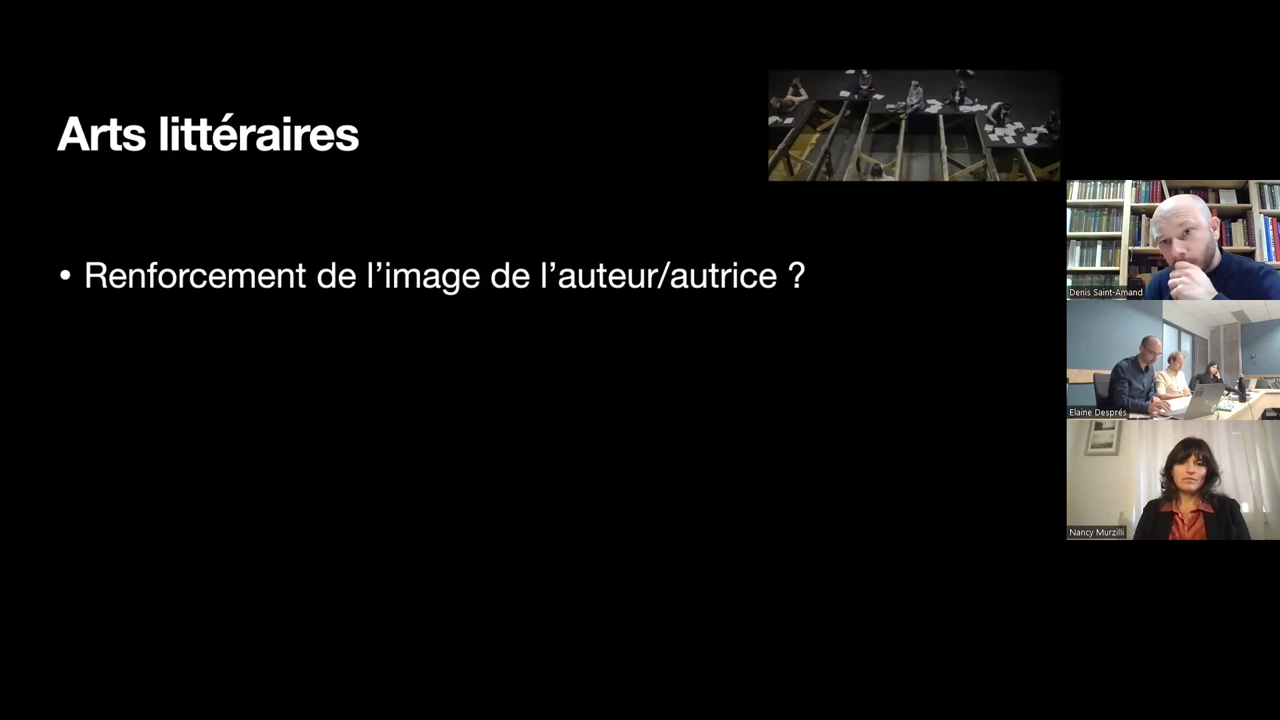 Arts littéraires
• Renforcement de l’image de l’auteur/autrice ?
Denis Saint-Amand
Elaine Després
Nancy Murzilli